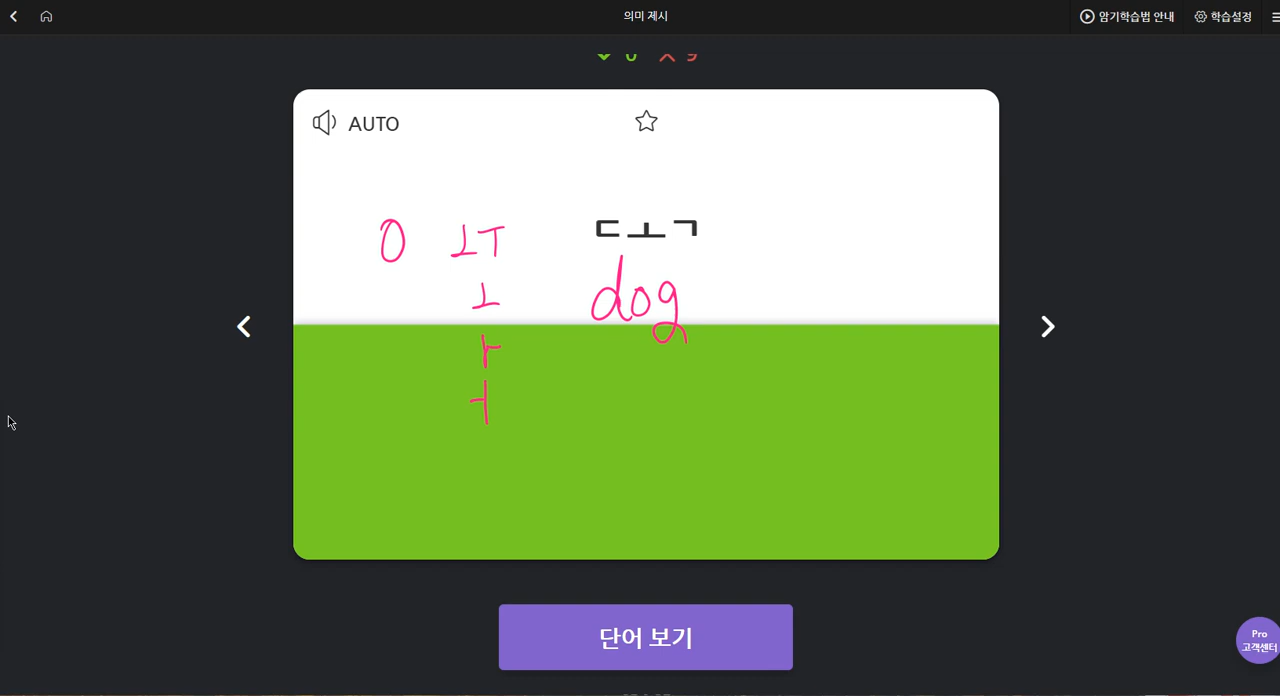 의미 제시
암기학습법 안내
학습설정
AUTO
ㄷㅗㄱ
O ㅗㅜ
ㅗ
ㅏ
ㅓ
dog
단어 보기
Pro
고객센터